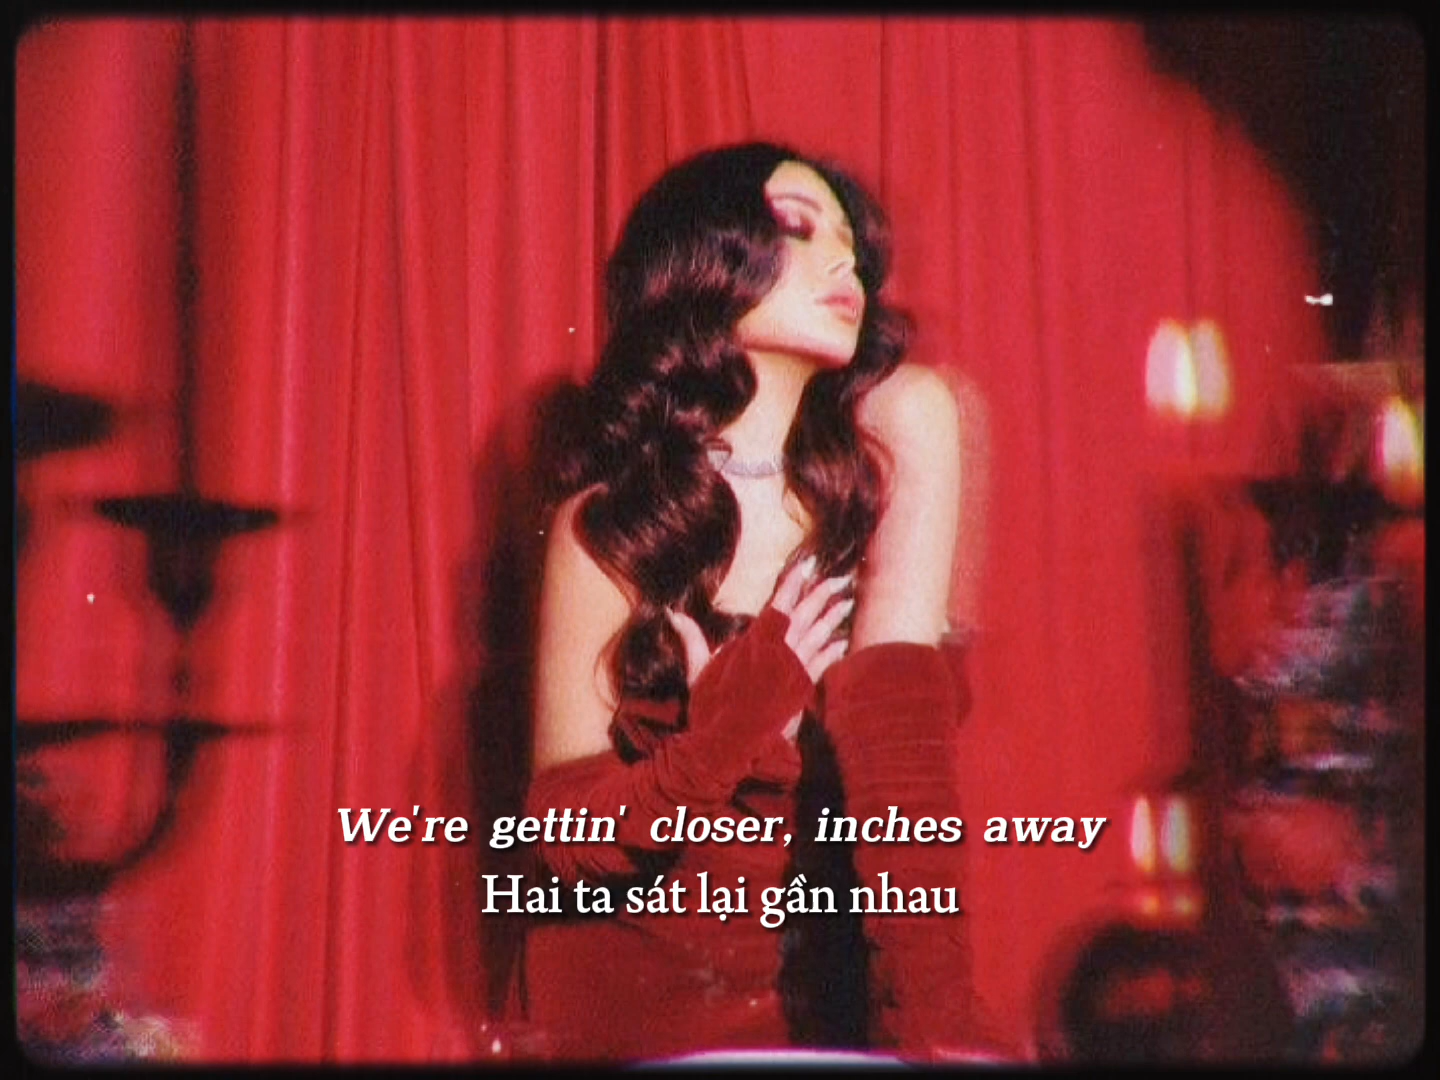 We're gettin' closer, inches away
Hai ta sát lại gần nhau